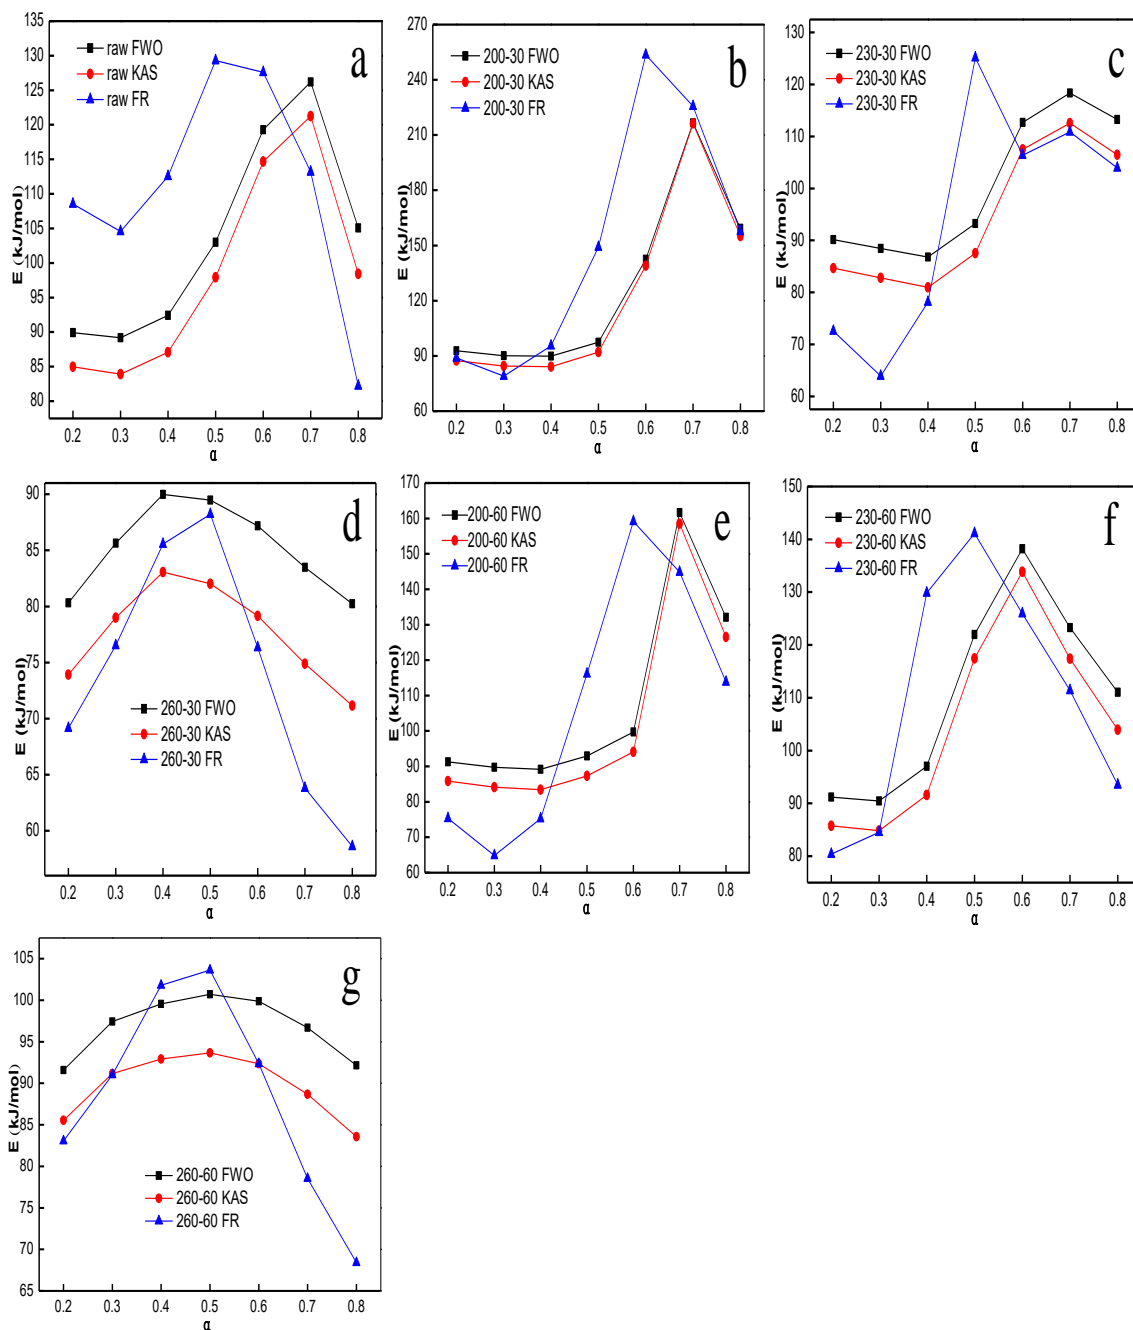 a
raw FWO
raw KAS
raw FR
E (kJ/mol)
135
130
125
120
115
110
105
100
95
90
85
80
0.2 0.3 0.4 0.5 0.6 0.7 0.8
α
b
200-30 FWO
200-30 KAS
200-30 FR
E (kJ/mol)
270
240
210
180
150
120
90
60
0.2 0.3 0.4 0.5 0.6 0.7 0.8
α
c
230-30 FWO
230-30 KAS
230-30 FR
E (kJ/mol)
130
120
110
100
90
80
70
60
0.2 0.3 0.4 0.5 0.6 0.7 0.8
α
d
260-30 FWO
260-30 KAS
260-30 FR
E (kJ/mol)
90
85
80
75
70
65
60
0.2 0.3 0.4 0.5 0.6 0.7 0.8
α
e
200-60 FWO
200-60 KAS
200-60 FR
E (kJ/mol)
170
160
150
140
130
120
110
100
90
80
70
60
0.2 0.3 0.4 0.5 0.6 0.7 0.8
α
f
230-60 FWO
230-60 KAS
230-60 FR
E (kJ/mol)
150
140
130
120
110
100
90
80
0.2 0.3 0.4 0.5 0.6 0.7 0.8
α
g
260-60 FWO
260-60 KAS
260-60 FR
E (kJ/mol)
105
100
95
90
85
80
75
70
65
0.2 0.3 0.4 0.5 0.6 0.7 0.8
α